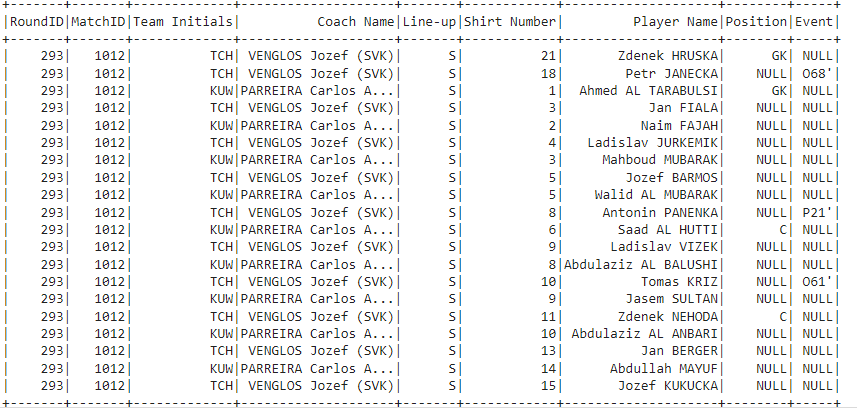 +-------+-------+-------------+--------------------+-------+------------+--------------------+--------+-----+
|RoundID|MatchID|Team Initials|          Coach Name|Line-up|Shirt Number|         Player Name|Position|Event|
+-------+-------+-------------+--------------------+-------+------------+--------------------+--------+-----+
|    293|   1012|          TCH| VENGLOS Jozef (SVK)|      S|          21|       Zdenek HRUSKA|      GK| NULL|
|    293|   1012|          TCH| VENGLOS Jozef (SVK)|      S|          18|        Petr JANECKA|    NULL| O68'|
|    293|   1012|          KUW|PARREIRA Carlos A...|      S|           1|  Ahmed AL TARABULSI|      GK| NULL|
|    293|   1012|          TCH| VENGLOS Jozef (SVK)|      S|           3|           Jan FIALA|    NULL| NULL|
|    293|   1012|          KUW|PARREIRA Carlos A...|      S|           2|          Naim FAJAH|    NULL| NULL|
|    293|   1012|          TCH| VENGLOS Jozef (SVK)|      S|           4|   Ladislav JURKEMIK|    NULL| NULL|
|    293|   1012|          KUW|PARREIRA Carlos A...|      S|           3|     Mahboud MUBARAK|    NULL| NULL|
|    293|   1012|          TCH| VENGLOS Jozef (SVK)|      S|           5|        Jozef BARMOS|    NULL| NULL|
|    293|   1012|          KUW|PARREIRA Carlos A...|      S|           5|    Walid AL MUBARAK|    NULL| NULL|
|    293|   1012|          TCH| VENGLOS Jozef (SVK)|      S|           8|     Antonin PANENKA|    NULL| P21'|
|    293|   1012|          KUW|PARREIRA Carlos A...|      S|           6|       Saad AL HUTTI|       C| NULL|
|    293|   1012|          TCH| VENGLOS Jozef (SVK)|      S|           9|      Ladislav VIZEK|    NULL| NULL|
|    293|   1012|          KUW|PARREIRA Carlos A...|      S|           8|Abdulaziz AL BALUSHI|    NULL| NULL|
|    293|   1012|          TCH| VENGLOS Jozef (SVK)|      S|          10|          Tomas KRIZ|    NULL| O61'|
|    293|   1012|          KUW|PARREIRA Carlos A...|      S|           9|        Jasem SULTAN|    NULL| NULL|
|    293|   1012|          TCH| VENGLOS Jozef (SVK)|      S|          11|       Zdenek NEHODA|       C| NULL|
|    293|   1012|          KUW|PARREIRA Carlos A...|      S|          10| Abdulaziz AL ANBARI|    NULL| NULL|
|    293|   1012|          TCH| VENGLOS Jozef (SVK)|      S|          13|          Jan BERGER|    NULL| NULL|
|    293|   1012|          KUW|PARREIRA Carlos A...|      S|          14|      Abdullah MAYUF|    NULL| NULL|
|    293|   1012|          TCH| VENGLOS Jozef (SVK)|      S|          15|       Jozef KUKUCKA|    NULL| NULL|
+-------+-------+-------------+--------------------+-------+------------+--------------------+--------+-----+